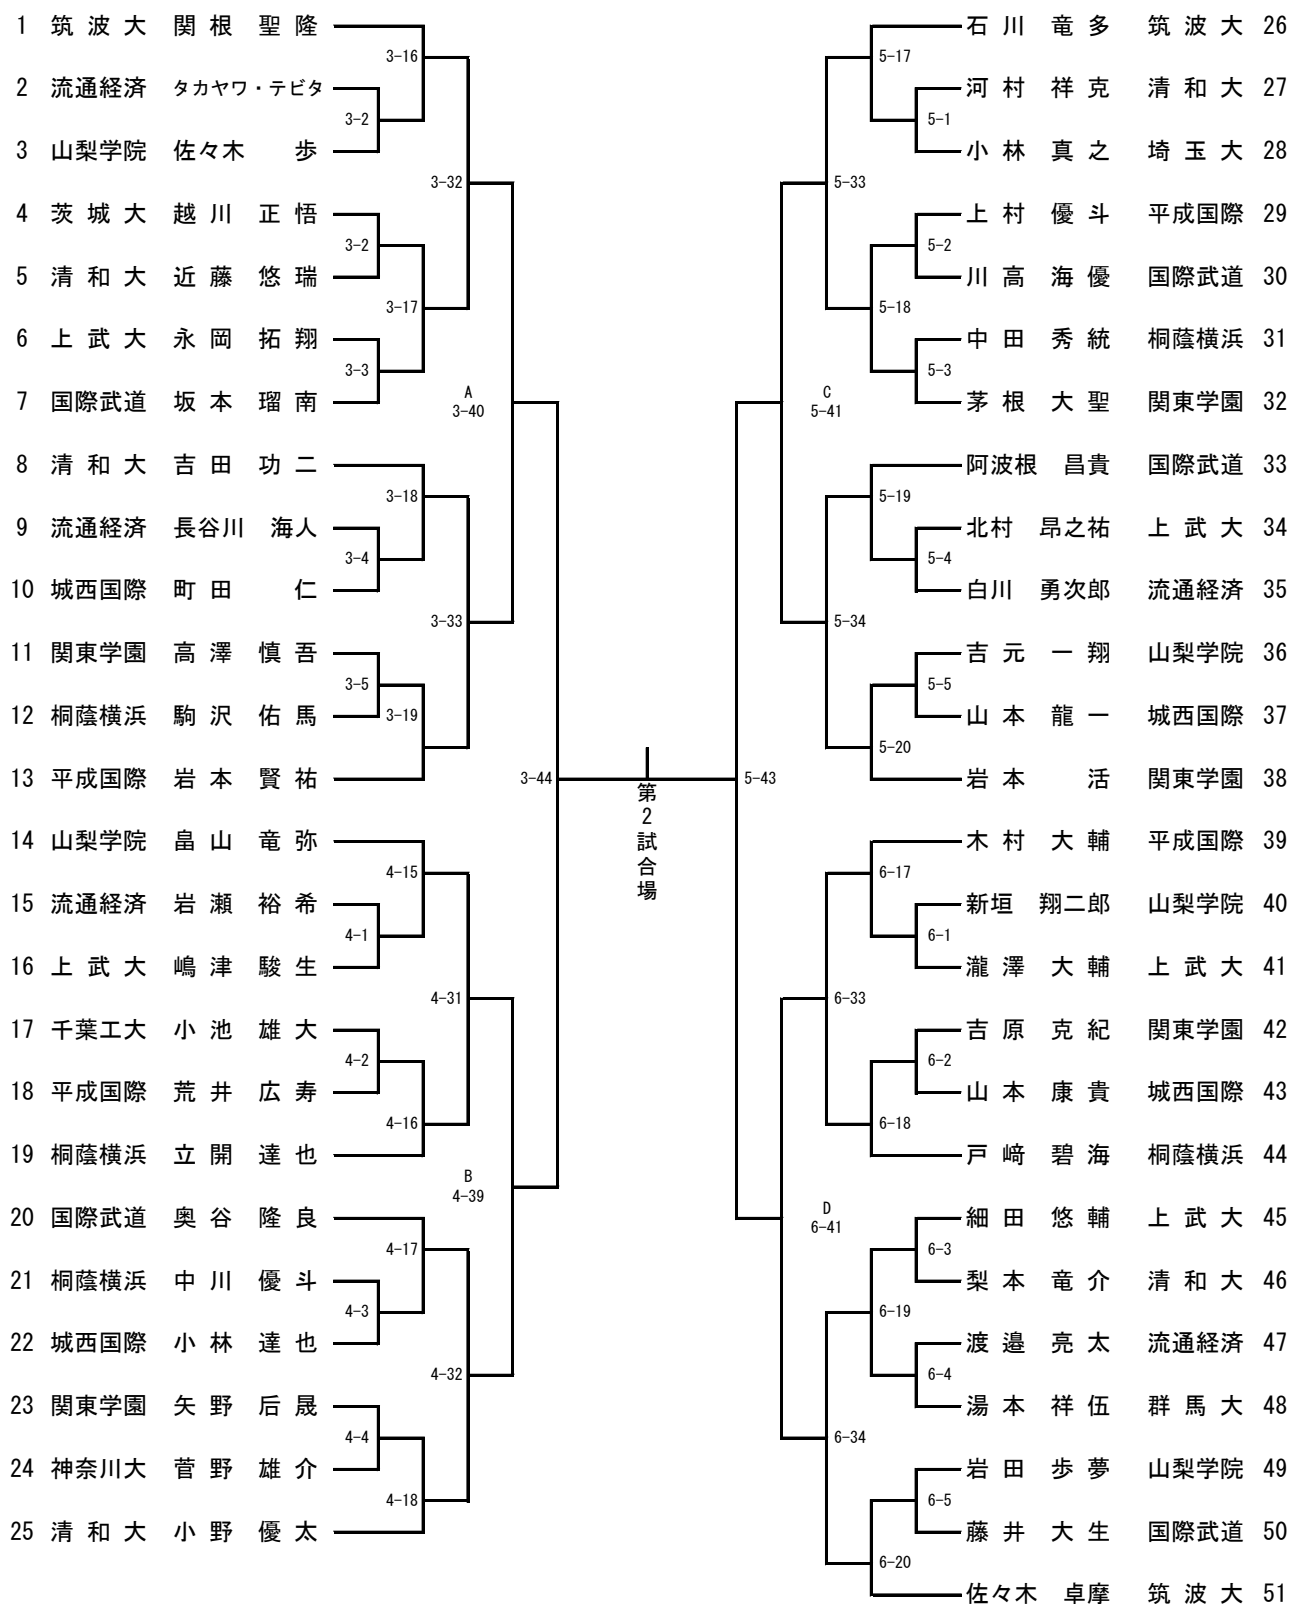 1 筑波大 関根 聖隆
3-16
2 流通経済 タカヤワ・テビタ
3-2
3 山梨学院 佐々木 歩
3-32
4 茨城大 越川 正悟
3-2
5 清和大 近藤 悠瑞
3-17
6 上武大 永岡 拓翔
3-3
7 国際武道 坂本 瑠南
A
3-40
8 清和大 吉田 功二
3-18
9 流通経済 長谷川 海人
3-4
10 城西国際 町田 仁
3-33
11 関東学園 高澤 慎吾
3-5
12 桐蔭横浜 駒沢 佑馬
3-19
13 平成国際 岩本 賢祐
3-44
14 山梨学院 畠山 竜弥
4-15
15 流通経済 岩瀬 裕希
4-1
16 上武大 嶋津 駿生
4-31
17 千葉工大 小池 雄大
4-2
18 平成国際 荒井 広寿
4-16
19 桐蔭横浜 立開 達也
B
4-39
20 国際武道 奥谷 隆良
4-17
21 桐蔭横浜 中川 優斗
4-3
22 城西国際 小林 達也
4-32
23 関東学園 矢野 后晟
4-4
24 神奈川大 菅野 雄介
4-18
25 清和大 小野 優太
第2試合場
石川 竜多 筑波大 26
5-17
河村 祥克 清和大 27
5-1
小林 真之 埼玉大 28
5-33
上村 優斗 平成国際 29
5-2
川高 海優 国際武道 30
5-18
中田 秀統 桐蔭横浜 31
5-3
茅根 大聖 関東学園 32
C
5-41
阿波根 昌貴 国際武道 33
5-19
北村 昂之祐 上武大 34
5-4
白川 勇次郎 流通経済 35
5-34
吉元 一翔 山梨学院 36
5-5
山本 龍一 城西国際 37
5-20
岩本 活 関東学園 38
5-43
木村 大輔 平成国際 39
6-17
新垣 翔二郎 山梨学院 40
6-1
瀧澤 大輔 上武大 41
6-33
吉原 克紀 関東学園 42
6-2
山本 康貴 城西国際 43
6-18
戸﨑 碧海 桐蔭横浜 44
D
6-41
細田 悠輔 上武大 45
6-3
梨本 竜介 清和大 46
6-19
渡邉 亮太 流通経済 47
6-4
湯本 祥伍 群馬大 48
6-34
岩田 歩夢 山梨学院 49
6-5
藤井 大生 国際武道 50
6-20
佐々木 卓摩 筑波大 51